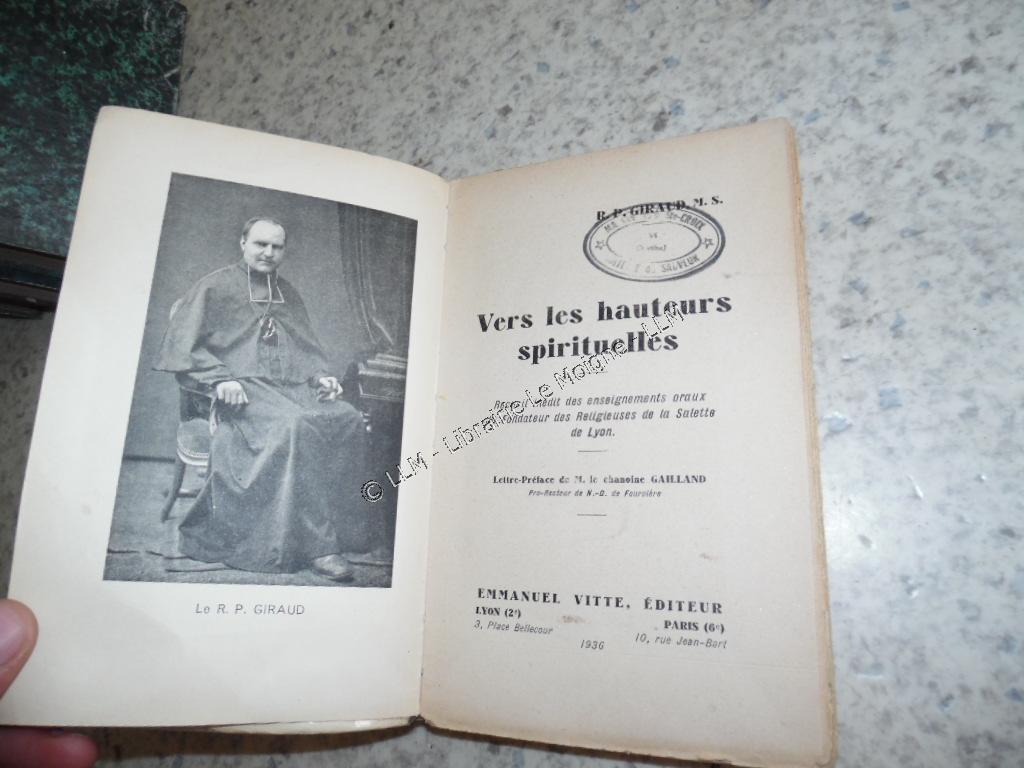 Le R. P. GIRAUD
R. P. GIRAUD, M. S.
Vers les hauteurs
spirituelles
Recueil inédit des enseignements oraux
fondateur des Religieuses de la Salette
de Lyon.
Lettre-Préface de M. le chanoine GAILLAND
Pro-Recteur de N.-D. de Fourvière
EMMANUEL VITTE, ÉDITEUR
LYON (2e)
3, Place Bellecour
PARIS (6e)
10, rue Jean-Bart
1936
© LLM - Librairie Le Moigne - LLM